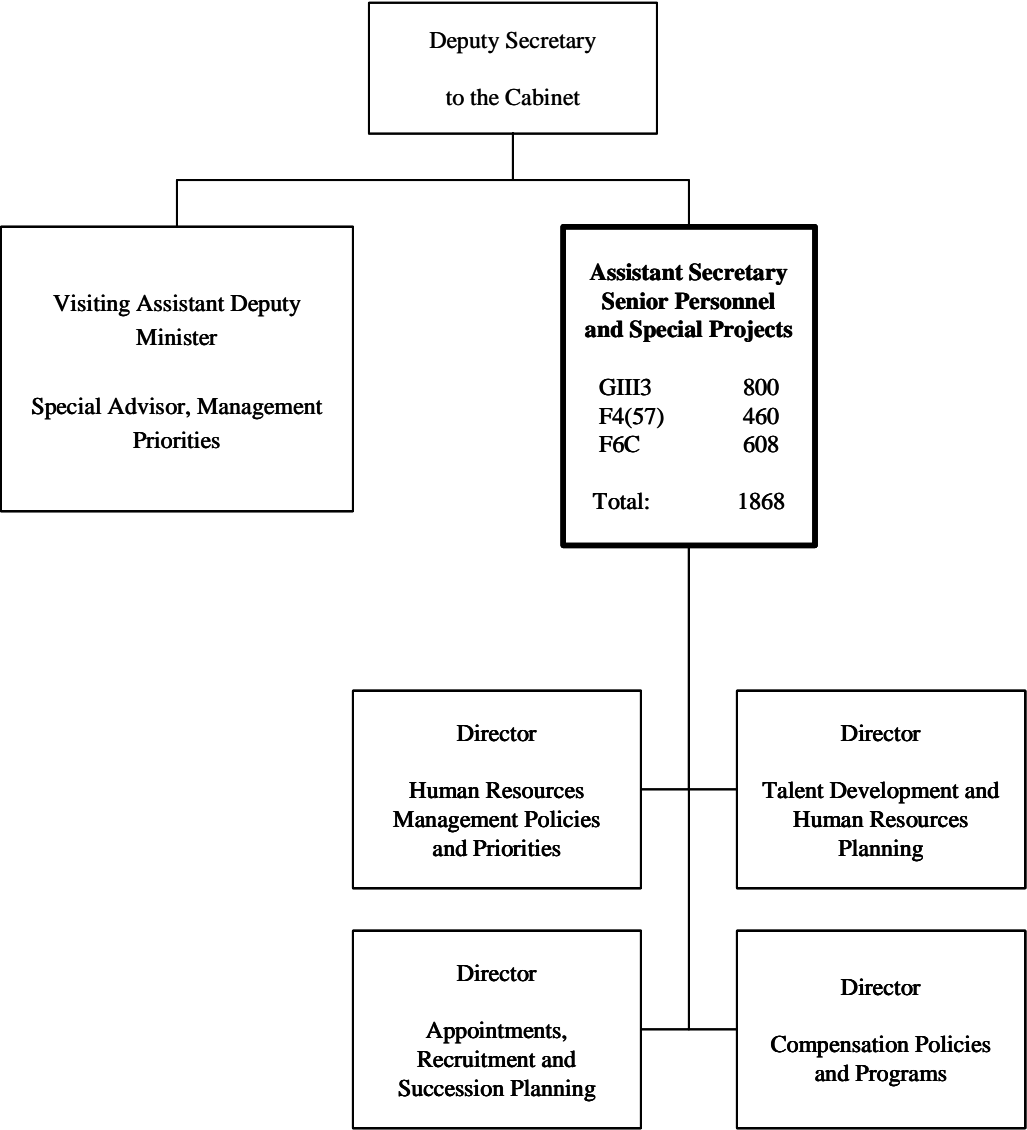 Deputy Secretary
to the Cabinet
Visiting Assistant Deputy
Minister
Special Advisor, Management
Priorities
Assistant Secretary
Senior Personnel
and Special Projects
GIII3 800
F4(57) 460
F6C 608
Total: 1868
Director
Human Resources
Management Policies
and Priorities
Director
Talent Development and
Human Resources
Planning
Director
Appointments,
Recruitment and
Succession Planning
Director
Compensation Policies
and Programs